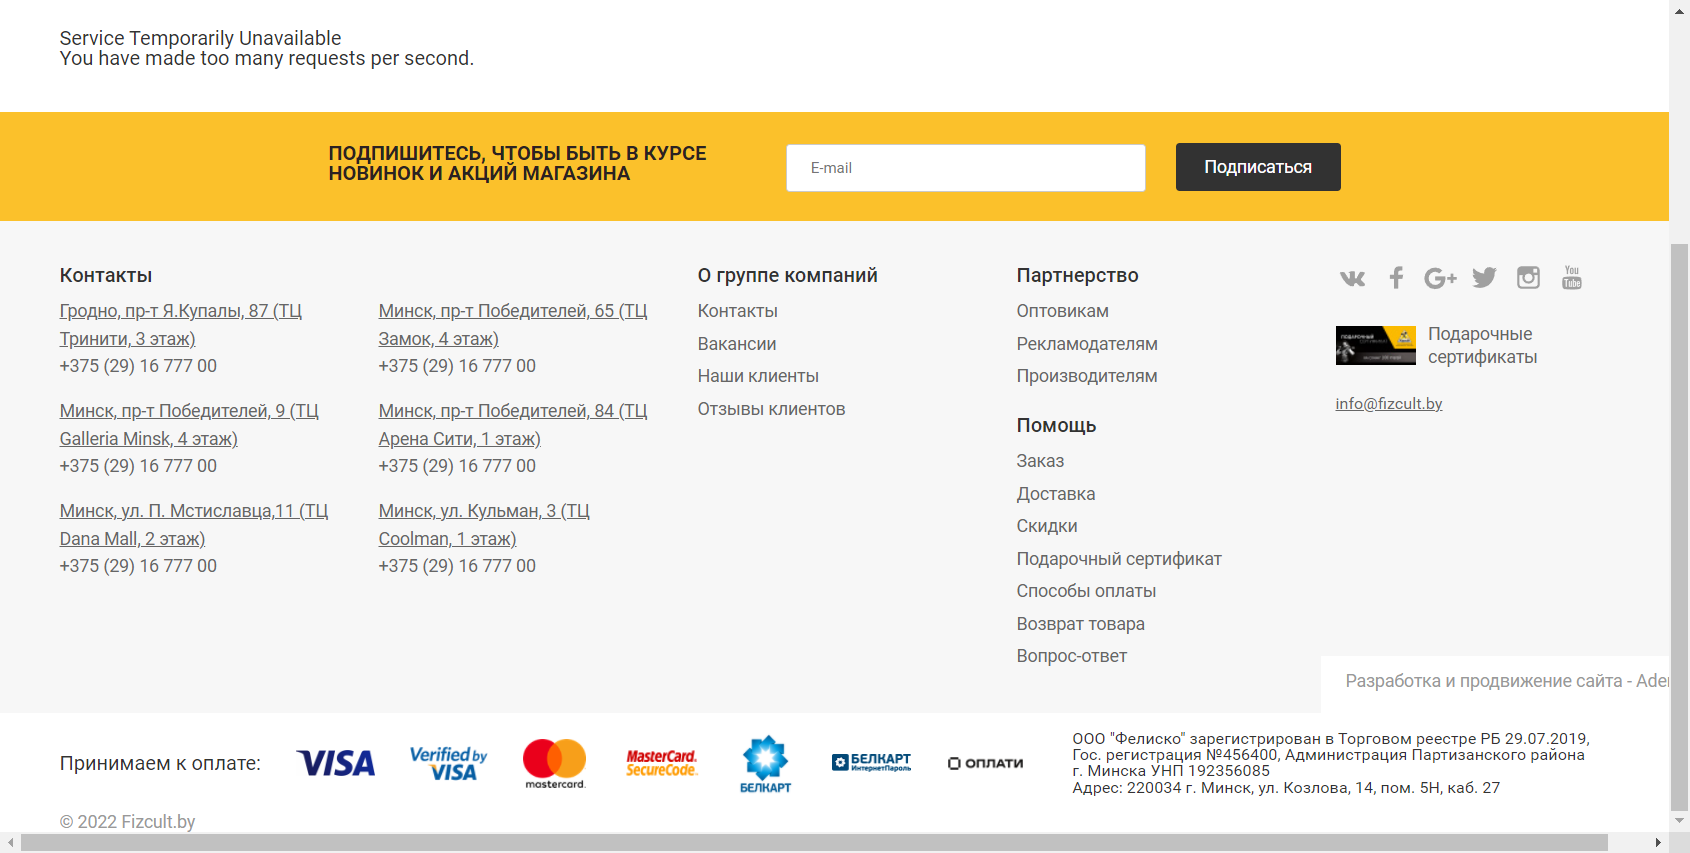 Service Temporarily Unavailable
You have made too many requests per second.
ПОДПИШИТЕСЬ, ЧТОБЫ БЫТЬ В КУРСЕ
НОВИНОК И АКЦИЙ МАГАЗИНА
E-mail
Подписаться
Контакты
Гродно, пр-т Я.Купалы, 87 (ТЦ
Тринити, 3 этаж)
+375 (29) 16 777 00
Минск, пр-т Победителей, 9 (ТЦ
Galleria Minsk, 4 этаж)
+375 (29) 16 777 00
Минск, ул. П. Мстиславца,11 (ТЦ
Dana Mall, 2 этаж)
+375 (29) 16 777 00
Минск, пр-т Победителей, 65 (ТЦ
Замок, 4 этаж)
+375 (29) 16 777 00
Минск, пр-т Победителей, 84 (ТЦ
Арена Сити, 1 этаж)
+375 (29) 16 777 00
Минск, ул. Кульман, 3 (ТЦ
Coolman, 1 этаж)
+375 (29) 16 777 00
О группе компаний
Контакты
Вакансии
Наши клиенты
Отзывы клиентов
Партнерство
Оптовикам
Рекламодателям
Производителям
Помощь
Заказ
Доставка
Скидки
Подарочный сертификат
Способы оплаты
Возврат товара
Вопрос-ответ
You
Tube
ПОДАРОЧНЫЙ
СЕРТИФИКАТ
Подарочные
сертификаты
info@fizcult.by
Разработка и продвижение сайта -
Принимаем к оплате:
VISA
Verified by
VISA
mastercard.
MasterCard.
SecureCode.
БЕЛКАРТ
БЕЛКАРТ
ИнтернетПароль
ОПЛАТИ
ООО "Фелиско" зарегистрирован в Торговом реестре РБ 29.07.2019,
Гос. регистрация №456400, Администрация Партизанского района
г. Минска УНП 192356085
Адрес: 220034 г. Минск, ул. Козлова, 14, пом. 5Н, каб. 27
© 2022 Fizcult.by